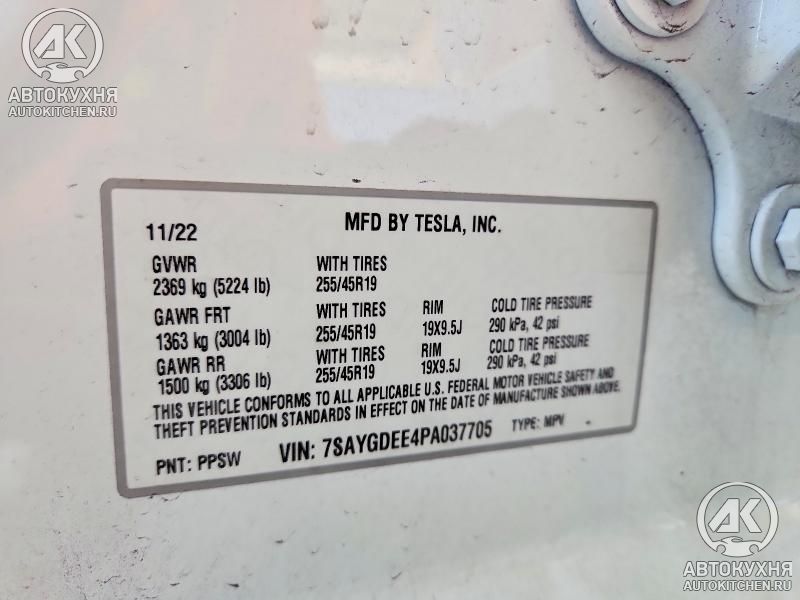 АК
АВТОКУХНЯ
AUTOKITCHEN.RU
11/22 MFD BY TESLA, INC.
GVWR WITH TIRES
2369 kg (5224 lb) 255/45R19
GAWR FRT WITH TIRES RIM COLD TIRE PRESSURE
1363 kg (3004 lb) 255/45R19 19X9.5J 290 kPa, 42 psi
GAWR RR WITH TIRES RIM COLD TIRE PRESSURE
1500 kg (3306 lb) 255/45R19 19X9.5J 290 kPa, 42 psi
THIS VEHICLE CONFORMS TO ALL APPLICABLE U.S. FEDERAL MOTOR VEHICLE SAFETY AND
THEFT PREVENTION STANDARDS IN EFFECT ON THE DATE OF MANUFACTURE SHOWN ABOVE.
PNT: PPSW VIN: 7SAYGDEE4PA037705 TYPE: MPV
АК
АВТОКУХНЯ
AUTOKITCHEN.RU